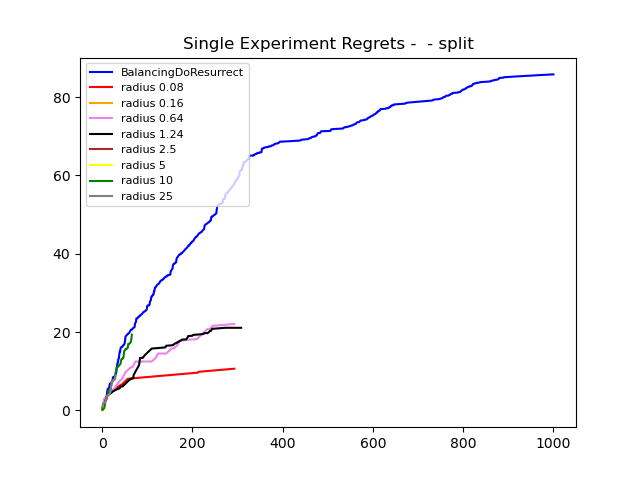 Single Experiment Regrets -  - split
BalancingDoResurrect
radius 0.08
radius 0.16
radius 0.64
radius 1.24
radius 2.5
radius 5
radius 10
radius 25
80
60
40
20
0
0 200 400 600 800 1000